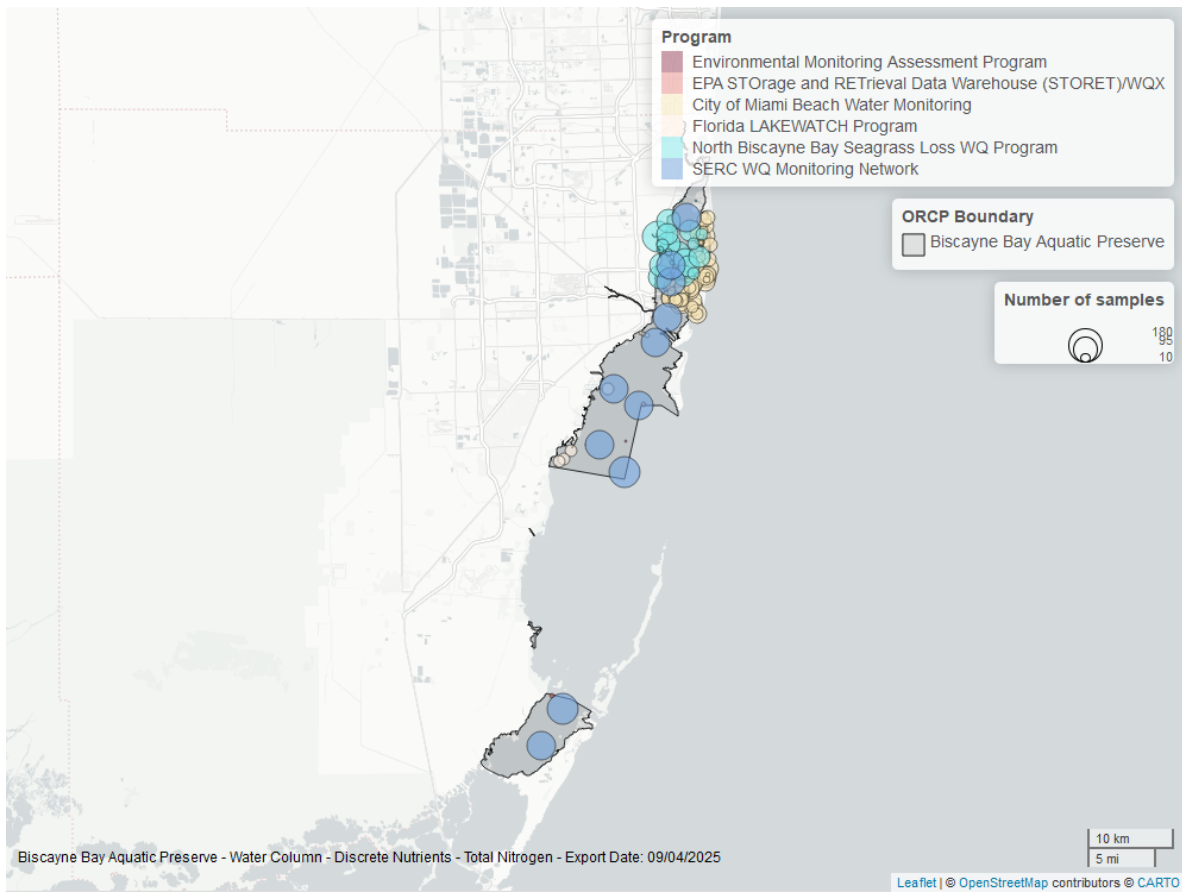 Program
Environmental Monitoring Assessment Program
EPA STOrage and RETrieval Data Warehouse (STORET)/WQX
City of Miami Beach Water Monitoring
Florida LAKEWATCH Program
North Biscayne Bay Seagrass Loss WQ Program
SERC WQ Monitoring Network
ORCP Boundary
Biscayne Bay Aquatic Preserve
Number of samples
180
95
10
10 km
5 mi
Biscayne Bay Aquatic Preserve - Water Column - Discrete Nutrients - Total Nitrogen - Export Date: 09/04/2025
Leaflet | © OpenStreetMap contributors © CARTO